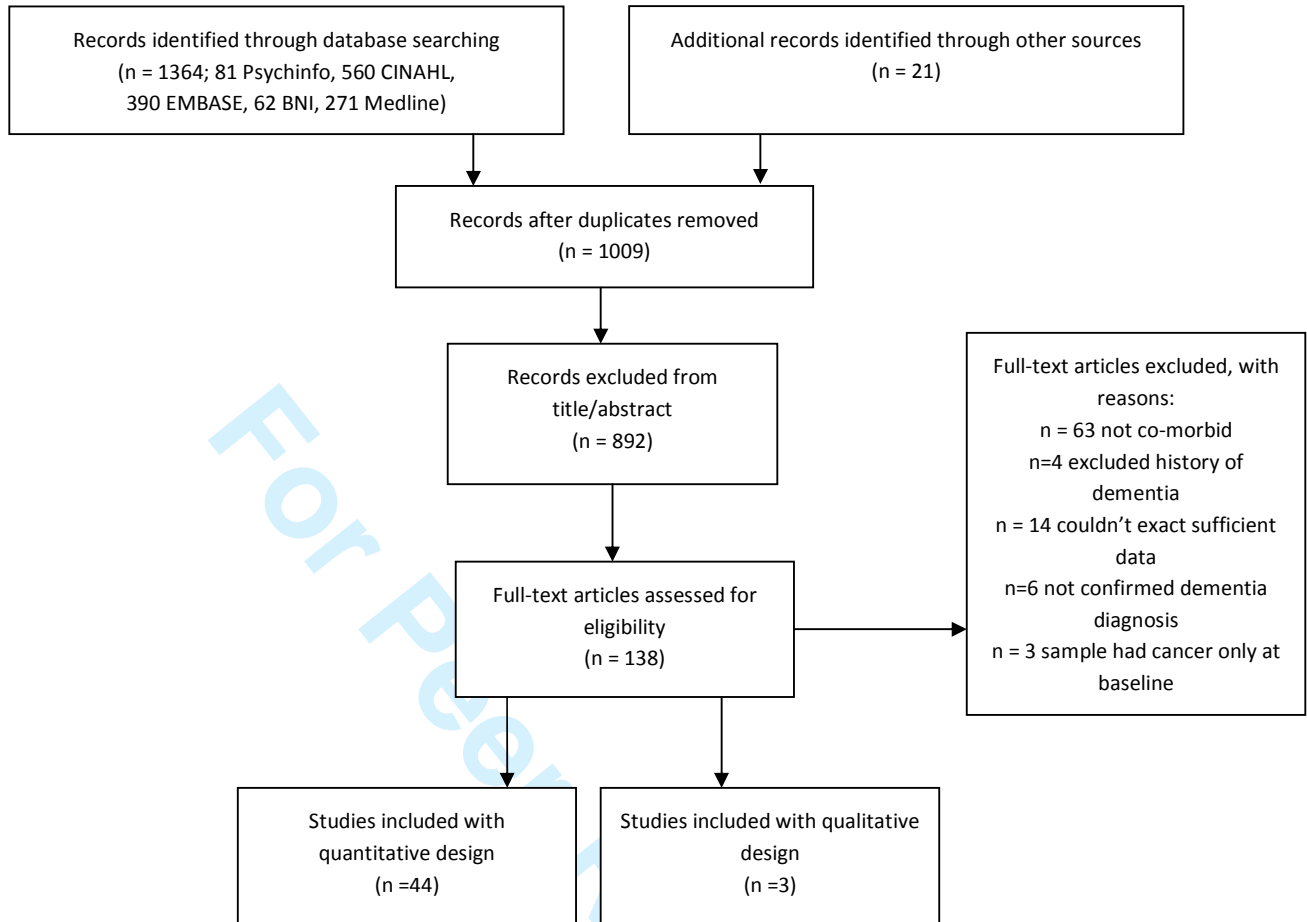 Records identified through database searching
(n = 1364; 81 Psychinfo, 560 CINAHL,
390 EMBASE, 62 BNI, 271 Medline)
Additional records identified through other sources
(n = 21)
Records after duplicates removed
(n = 1009)
Records excluded from
title/abstract
(n = 892)
Full-text articles excluded, with
reasons:
n = 63 not co-morbid
n=4 excluded history of
dementia
n = 14 couldn't exact sufficient
data
n=6 not confirmed dementia
diagnosis
n = 3 sample had cancer only at
baseline
Full-text articles assessed for
eligibility
(n = 138)
Studies included with
quantitative design
(n =44)
Studies included with qualitative
design
(n =3)
For Peer